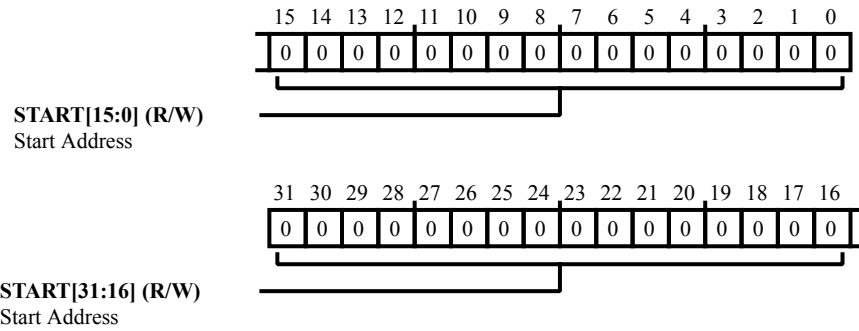 15 14 13 12 11 10 9 8 7 6 5 4 3 2 1 0
0 0 0 0 0 0 0 0 0 0 0 0 0 0 0 0
START[15:0] (R/W)
Start Address
31 30 29 28 27 26 25 24 23 22 21 20 19 18 17 16
0 0 0 0 0 0 0 0 0 0 0 0 0 0 0 0
START[31:16] (R/W)
Start Address